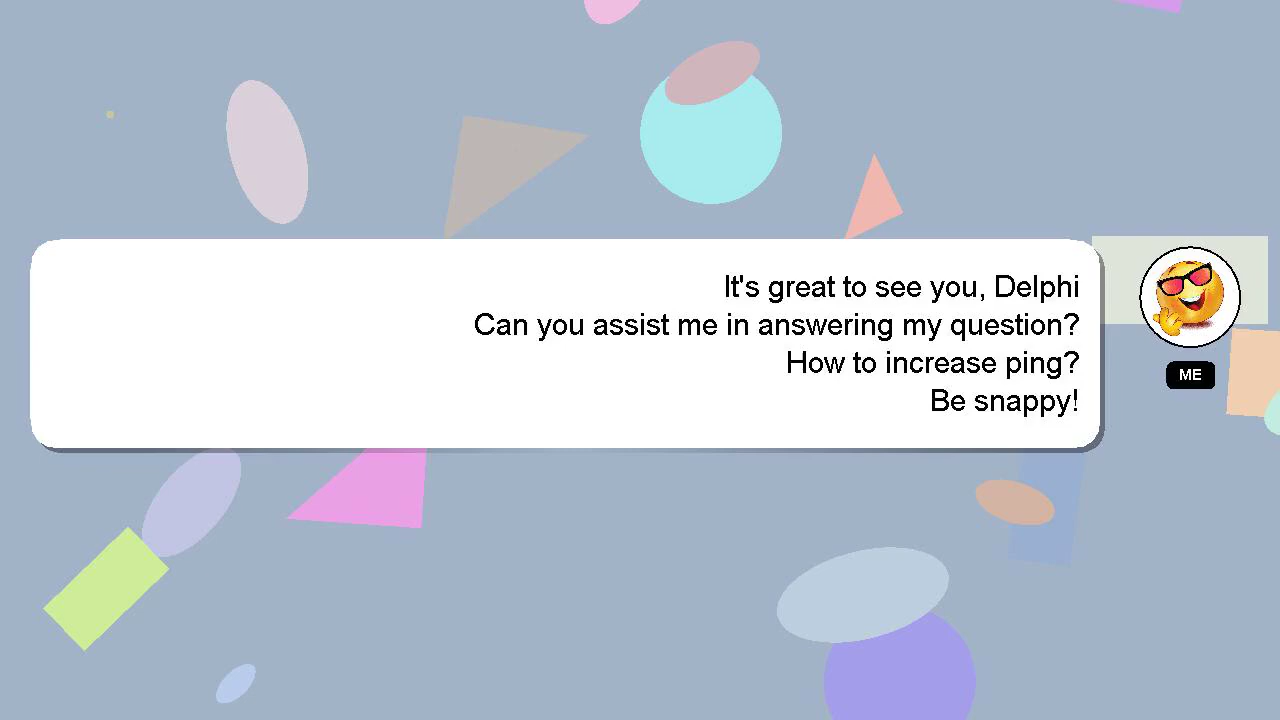 It's great to see you, Delphi
Can you assist me in answering my question?
How to increase ping?
Be snappy!
ME